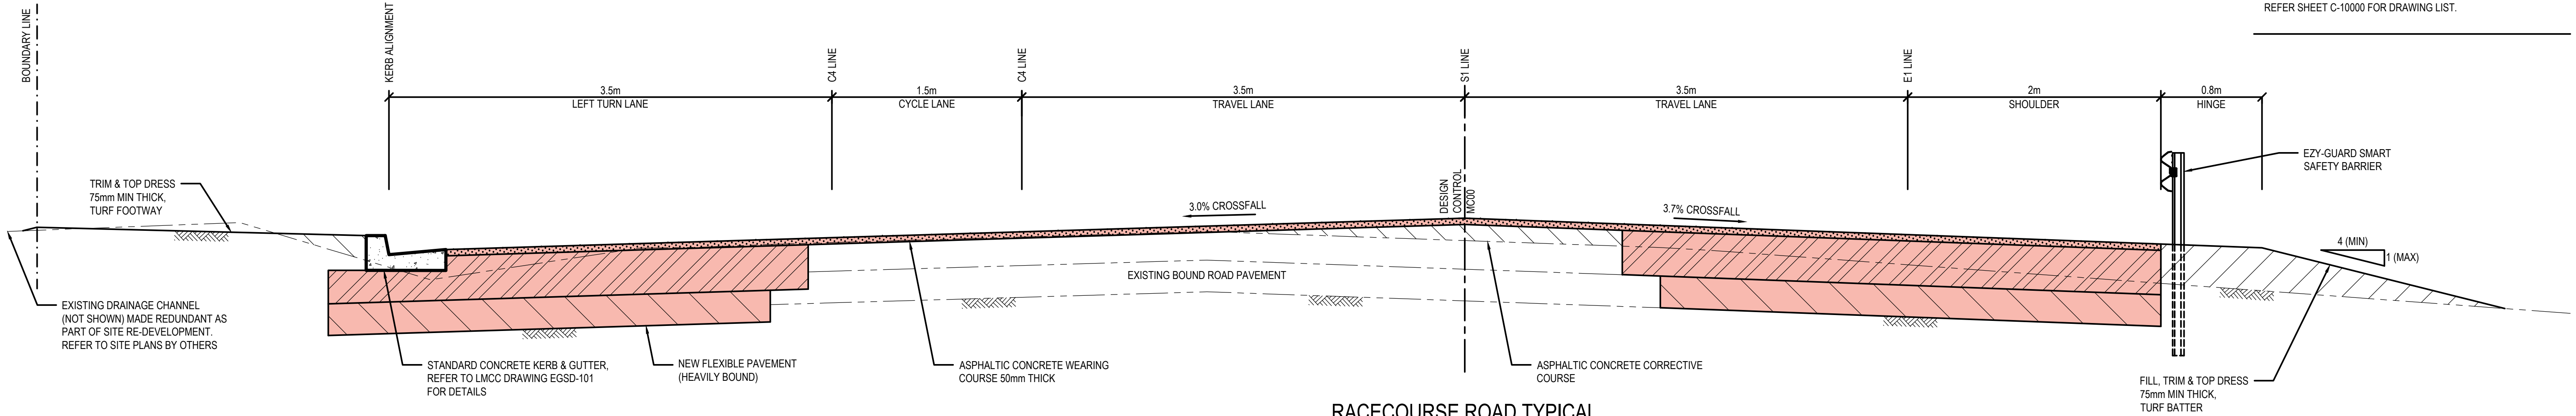 REFER SHEET C-10000 FOR DRAWING LIST.
BOUNDARY LINE
KERB ALIGNMENT
C4 LINE
C4 LINE
S1 LINE
E1 LINE
3.5m
LEFT TURN LANE
1.5m
CYCLE LANE
3.5m
TRAVEL LANE
3.5m
TRAVEL LANE
2m
SHOULDER
0.8m
HINGE
EZY-GUARD SMART
SAFETY BARRIER
TRIM & TOP DRESS
75mm MIN THICK,
TURF FOOTWAY
DESIGN
CONTROL
MC00
3.0% CROSSFALL
3.7% CROSSFALL
4 (MIN)
1 (MAX)
EXISTING BOUND ROAD PAVEMENT
EXISTING DRAINAGE CHANNEL
(NOT SHOWN) MADE REDUNDANT AS
PART OF SITE RE-DEVELOPMENT.
REFER TO SITE PLANS BY OTHERS
STANDARD CONCRETE KERB & GUTTER,
REFER TO LMCC DRAWING EGSD-101
FOR DETAILS
NEW FLEXIBLE PAVEMENT
(HEAVILY BOUND)
ASPHALTIC CONCRETE WEARING
COURSE 50mm THICK
ASPHALTIC CONCRETE CORRECTIVE
COURSE
FILL, TRIM & TOP DRESS
75mm MIN THICK,
TURF BATTER
RACECOURSE ROAD TYPICAL